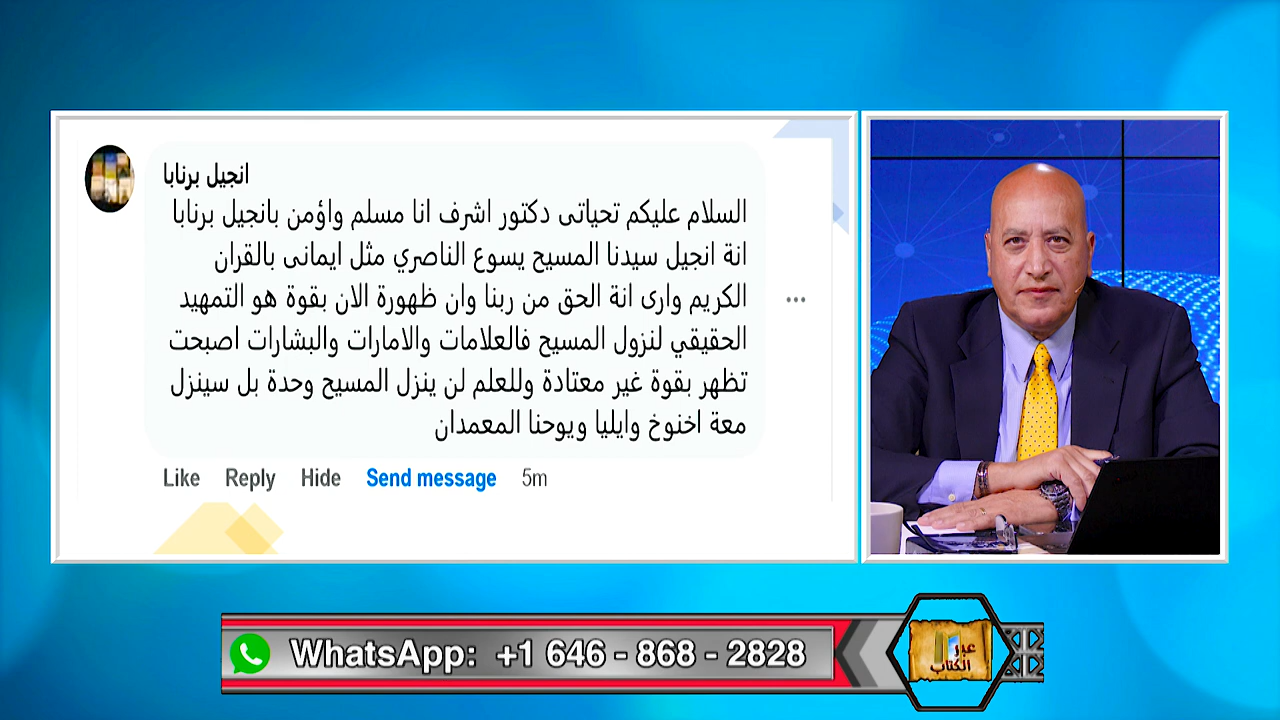 انجيل برنابا
السلام عليكم تحياتى دكتور اشرف انا مسلم واؤمن بانجيل برنابا
انة انجيل سيدنا المسيح يسوع الناصري مثل ايمانى بالقران
الكريم وارى انة الحق من ربنا وان ظهورة الان بقوة هو التمهيد
الحقيقي لنزول المسيح فالعلامات والامارات والبشارات اصبحت
تظهر بقوة غير معتادة وللعلم لن ينزل المسيح وحدة بل سينزل
معة اخنوخ وايليا ويوحنا المعمدان
Like Reply Hide Send message 5m
WhatsApp: +1 646 - 868 - 2828
عبر
الكتاب